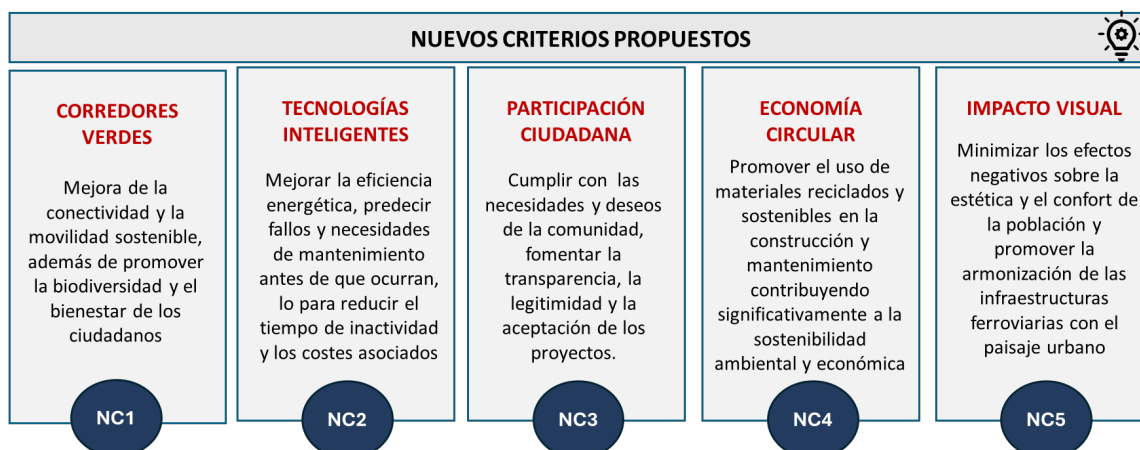 NUEVOS CRITERIOS PROPUESTOS
CORREDORES
VERDES
Mejora de la
conectividad y la
movilidad sostenible,
además de promover
la biodiversidad y el
bienestar de los
ciudadanos
NC1
TECNOLOGÍAS
INTELIGENTES
Mejorar la eficiencia
energética, predecir
fallos y necesidades
de mantenimiento
antes de que ocurran,
lo para reducir el
tiempo de inactividad
y los costes asociados
NC2
PARTICIPACIÓN
CIUDADANA
Cumplir con las
necesidades y deseos
de la comunidad,
fomentar la
transparencia, la
legitimidad y la
aceptación de los
proyectos.
NC3
ECONOMÍA
CIRCULAR
Promover el uso de
materiales reciclados y
sostenibles en la
construcción y
mantenimiento
contribuyendo
significativamente a la
sostenibilidad
ambiental y económica
NC4
IMPACTO VISUAL
Minimizar los efectos
negativos sobre la
estética y el confort de
la población y
promover la
armonización de las
infraestructuras
ferroviarias con el
paisaje urbano
NC5